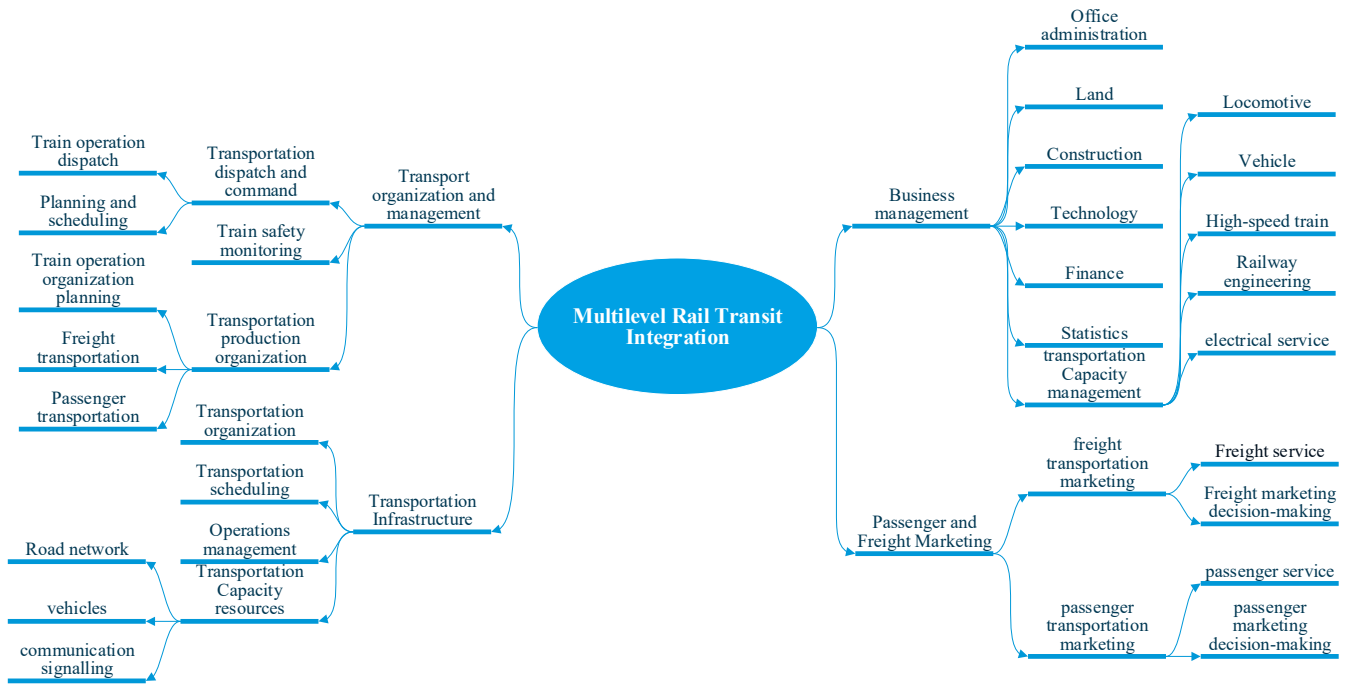 Multilevel Rail Transit
Integration
Transport
organization and
management
Transportation
dispatch and
command
Train operation
dispatch
Planning and
scheduling
Train safety
monitoring
Transportation
production
organization
Train operation
organization
planning
Freight
transportation
Passenger
transportation
Transportation
Infrastructure
Transportation
organization
Transportation
scheduling
Operations
management
Transportation
Capacity
resources
Road network
vehicles
communication
signalling
Business
management
Office
administration
Land
Construction
Technology
Finance
Statistics
transportation
Capacity
management
Locomotive
Vehicle
High-speed train
Railway
engineering
electrical service
Passenger and
Freight Marketing
freight
transportation
marketing
Freight service
Freight marketing
decision-making
passenger
transportation
marketing
passenger service
passenger
marketing
decision-making